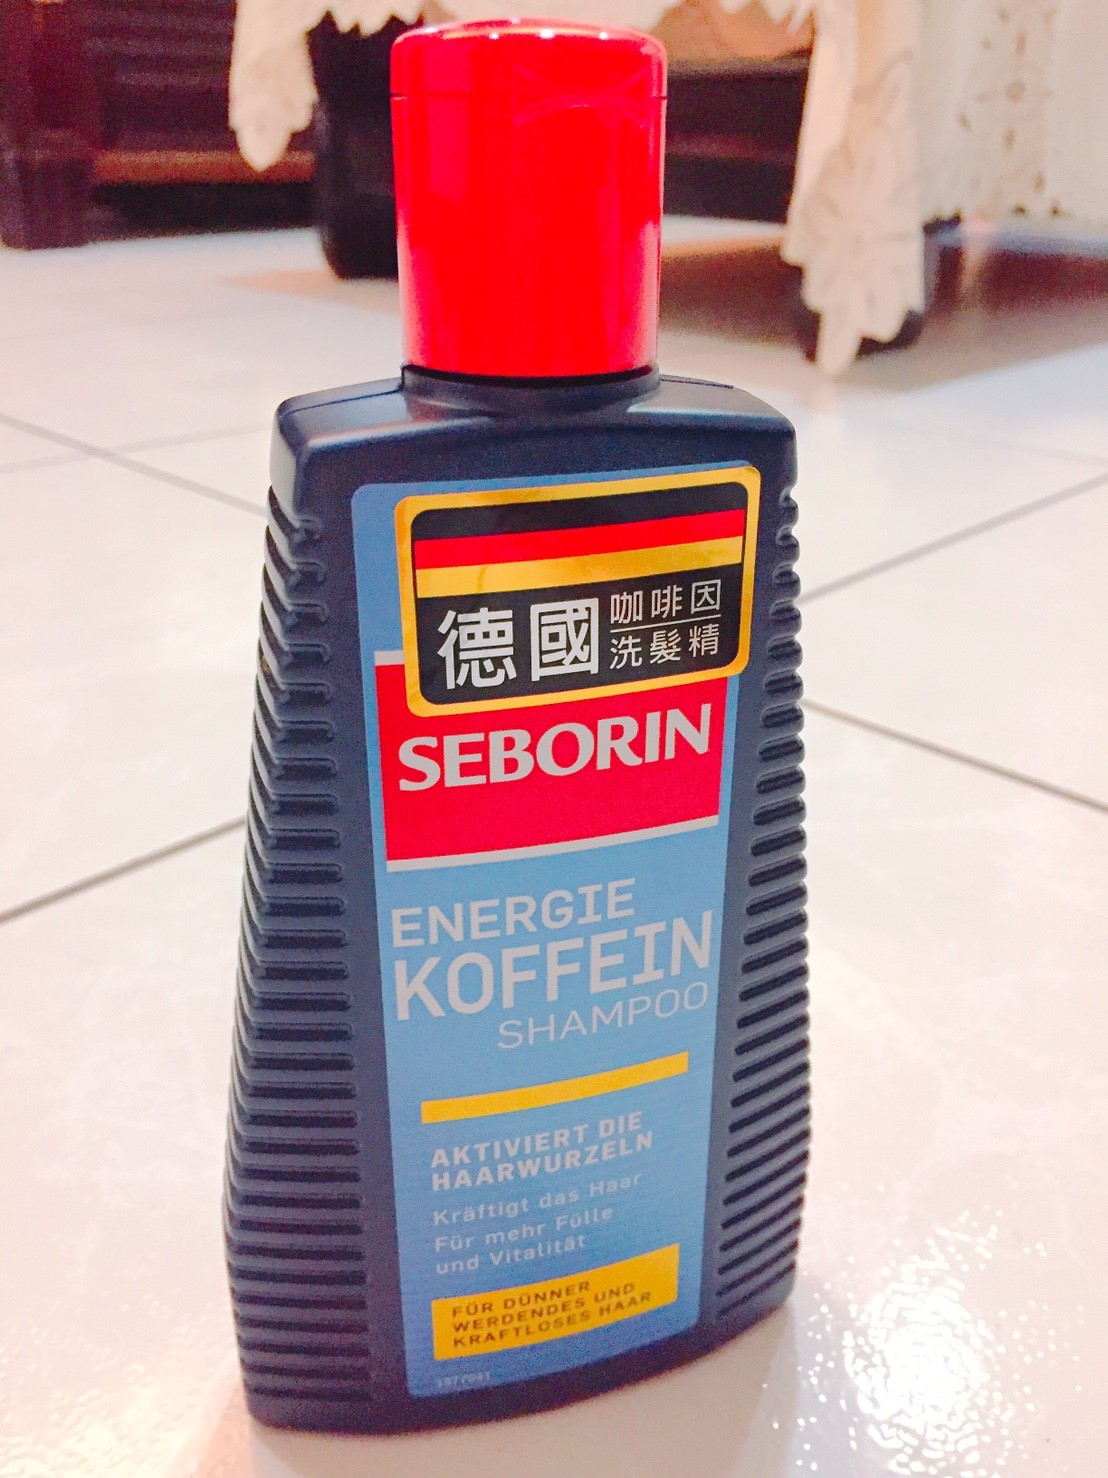 德國
咖啡因
洗髮精
SEBORIN
ENERGIE
KOFFEIN
SHAMPOO
AKTIVIERT DIE
HAARWURZELN
Kräftigt das Haar
Für mehr Fülle
und Vitalität
FÜR DÜNNER
WERDENDES UND
KRAFTLOSES HAAR